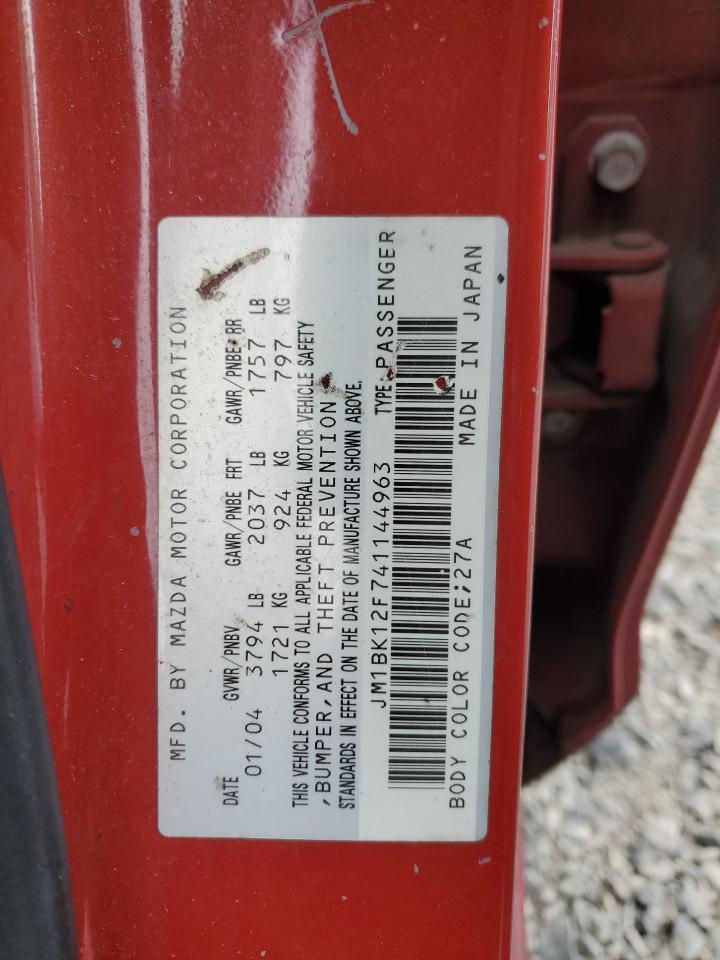 MFD. BY MAZDA MOTOR CORPORATION
DATE GVWR/PNBV GAWR/PNBE FRT GAWR/PNBE RR
01/04 3794 LB 2037 LB 1757 LB
1721 KG 924 KG 797 KG
THIS VEHICLE CONFORMS TO ALL APPLICABLE FEDERAL MOTOR VEHICLE SAFETY
,BUMPER,AND THEFT PREVENTION
STANDARDS IN EFFECT ON THE DATE OF MANUFACTURE SHOWN ABOVE.
JM1BK12F741144963 TYPE:PASSENGER
BODY COLOR CODE;27A MADE IN JAPAN